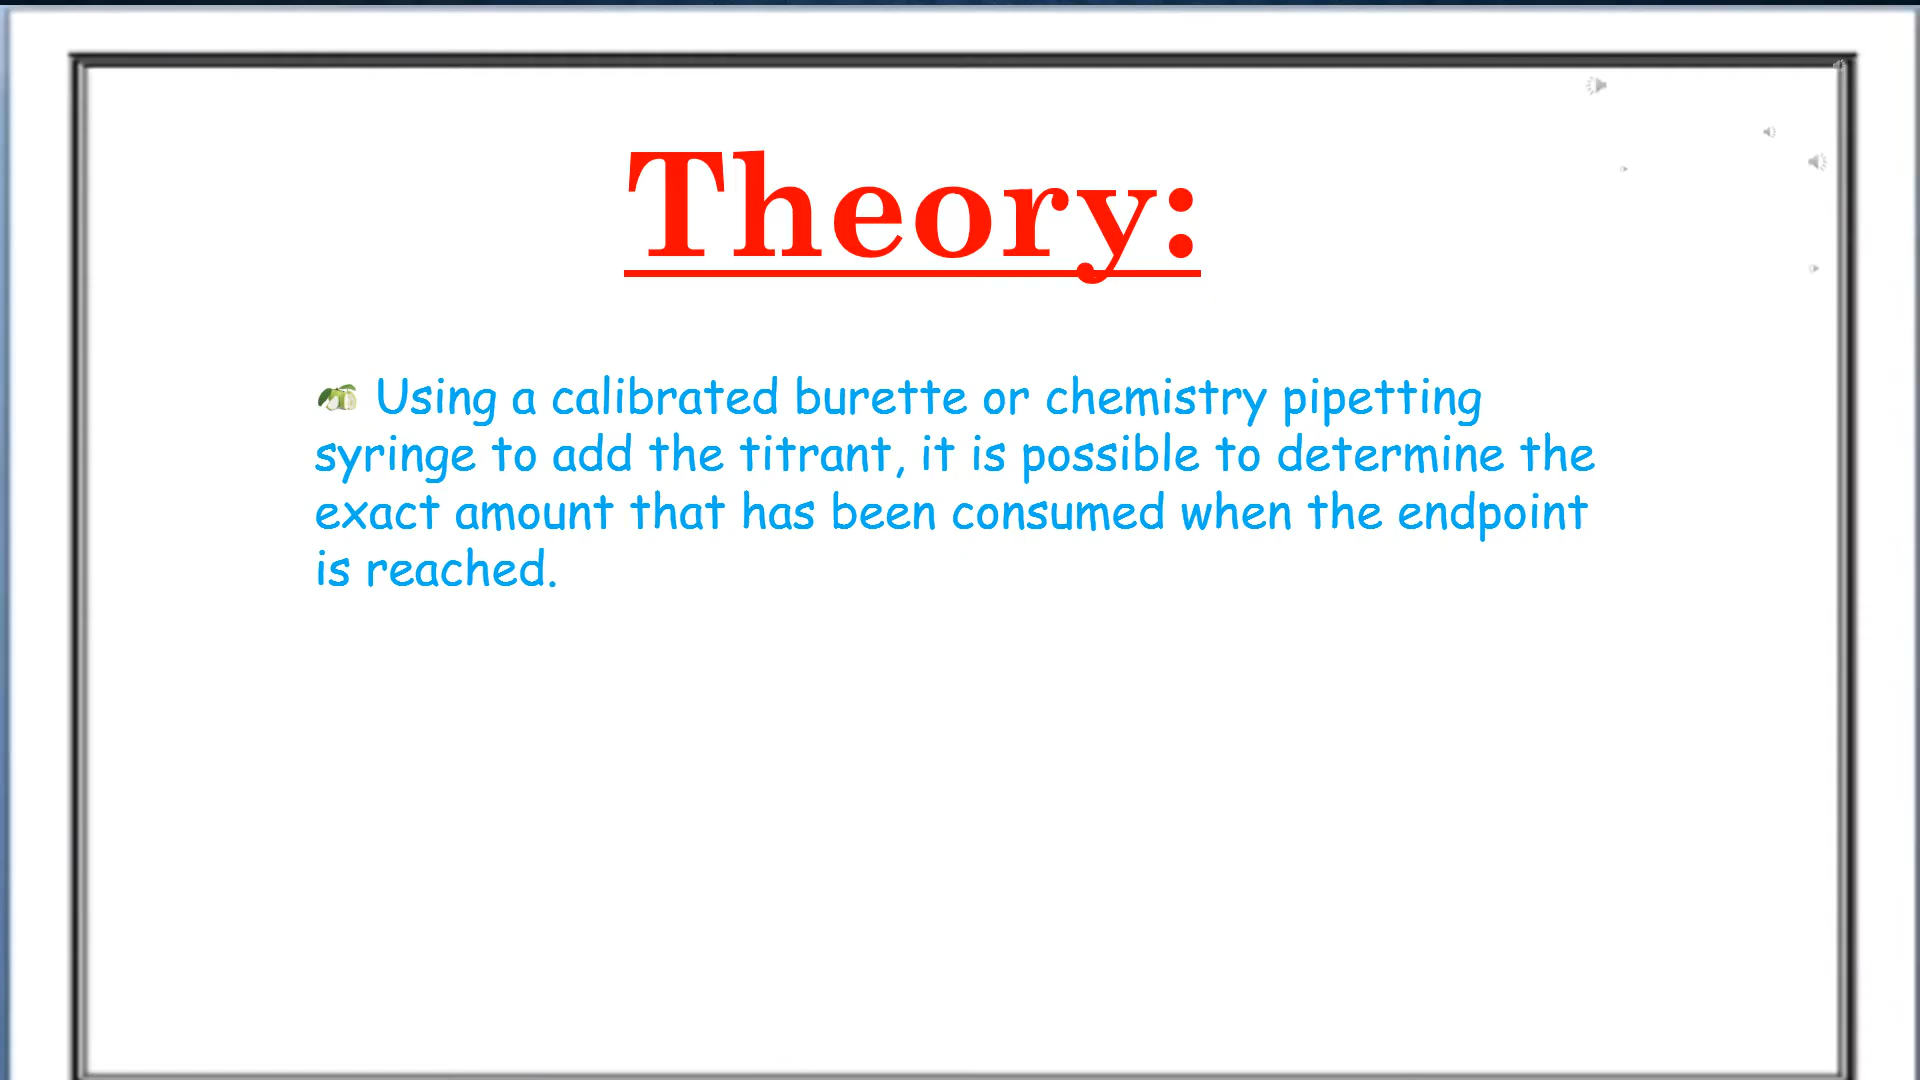 Theory:
Using a calibrated burette or chemistry pipetting
syringe to add the titrant, it is possible to determine the
exact amount that has been consumed when the endpoint
is reached.